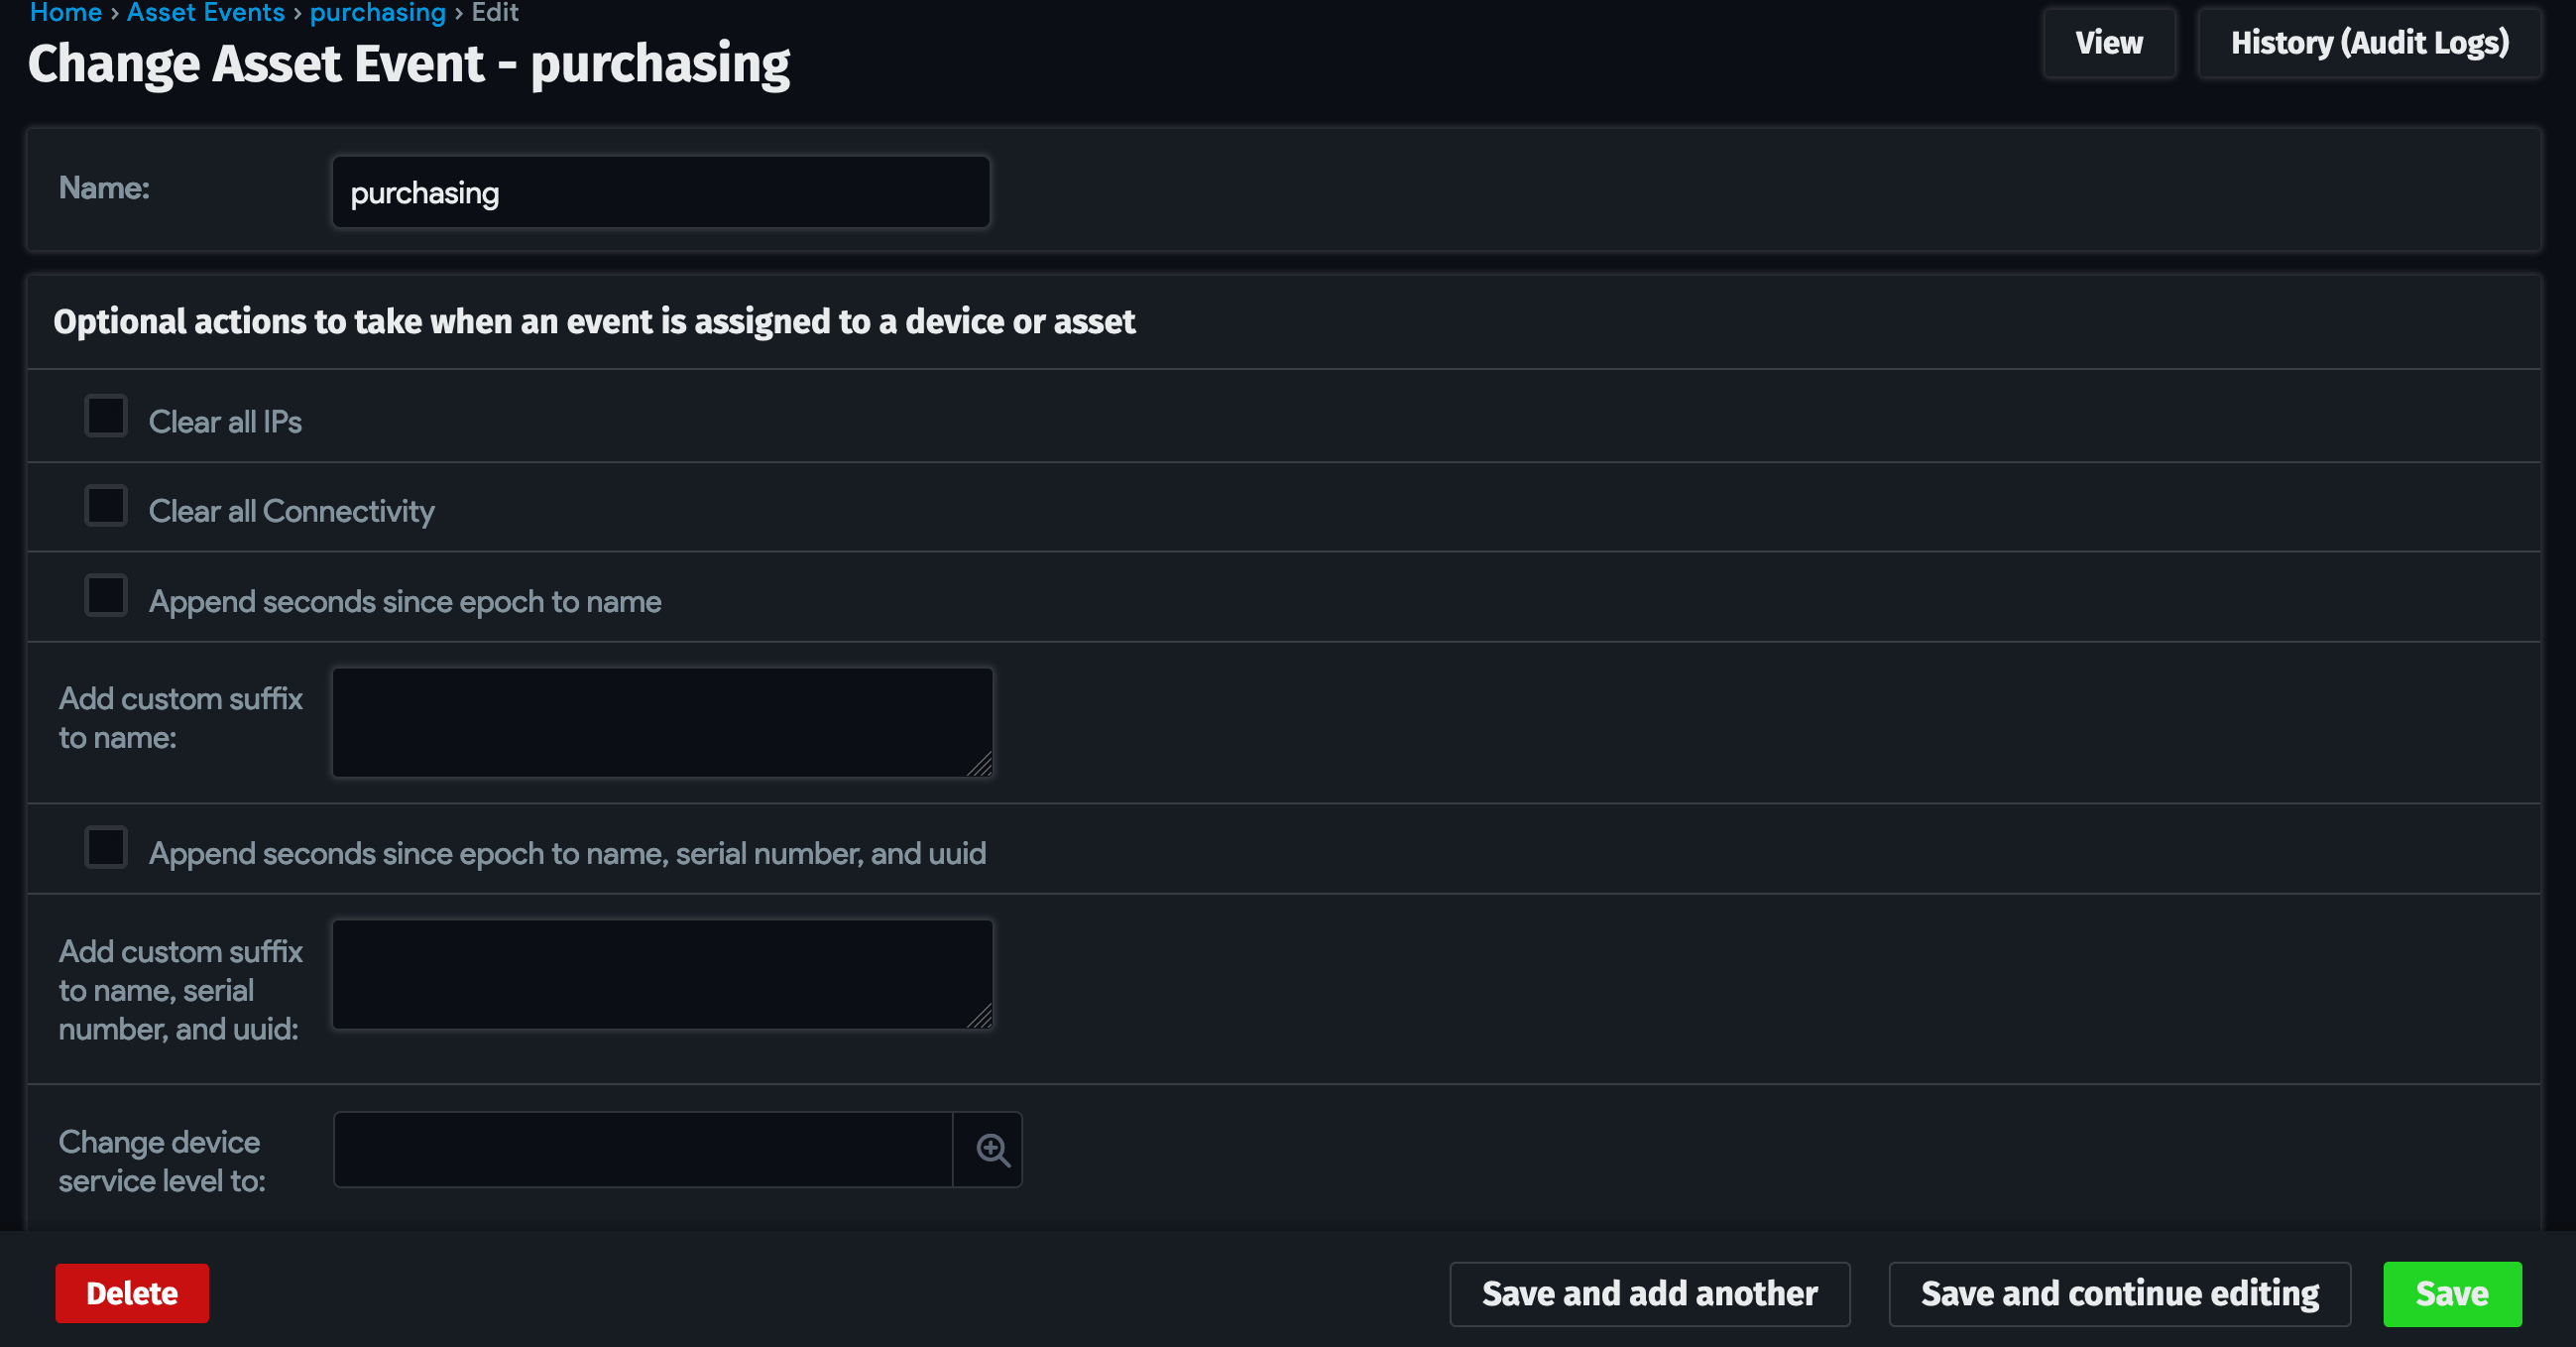 Home › Asset Events › purchasing › Edit
Change Asset Event - purchasing
View
History (Audit Logs)
Name:
purchasing
Optional actions to take when an event is assigned to a device or asset
Clear all IPs
Clear all Connectivity
Append seconds since epoch to name
Add custom suffix
to name:
Append seconds since epoch to name, serial number, and uuid
Add custom suffix
to name, serial
number, and uuid:
Change device
service level to:
Delete
Save and add another
Save and continue editing
Save